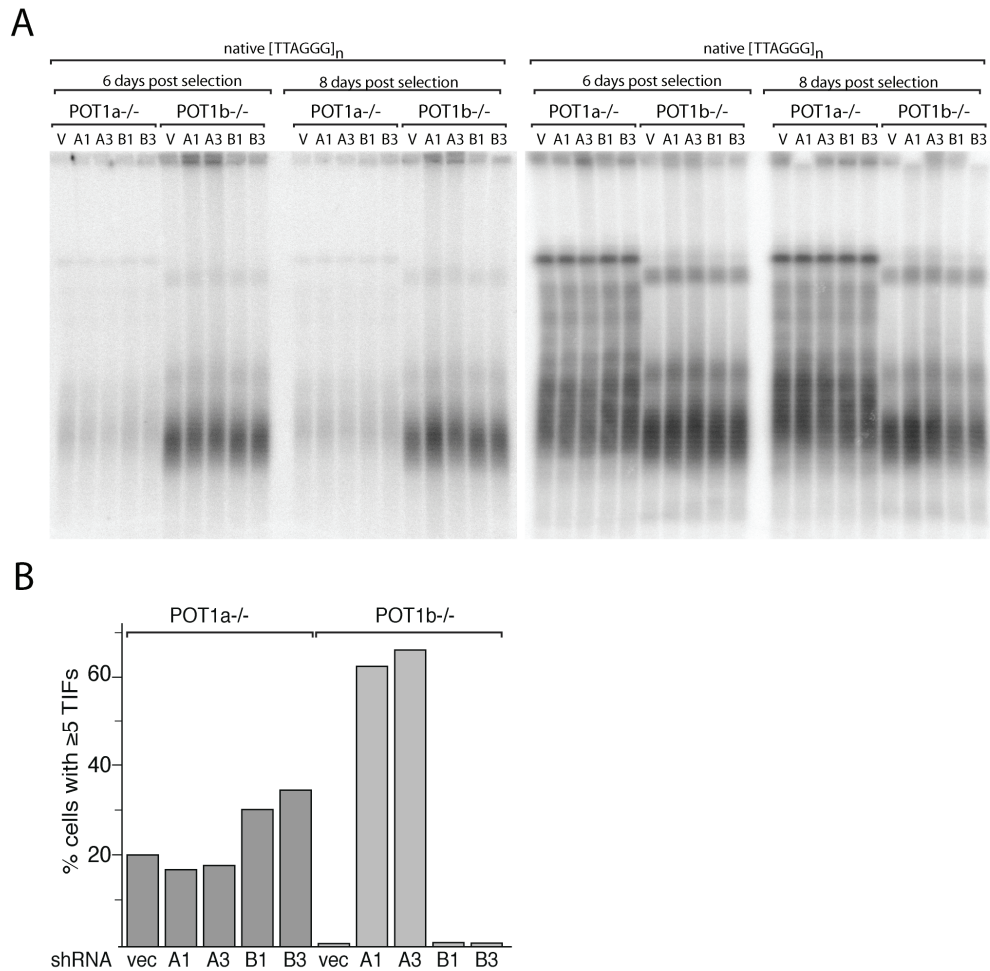 A
native [TTAGGG]n native [TTAGGG]n
6 days post selection 8 days post selection 6 days post selection 8 days post selection
POT1a-/- POT1b-/- POT1a-/- POT1b-/- POT1a-/- POT1b-/- POT1a-/- POT1b-/-
V A1 A3 B1 B3 V A1 A3 B1 B3 V A1 A3 B1 B3 V A1 A3 B1 B3 V A1 A3 B1 B3 V A1 A3 B1 B3 V A1 A3 B1 B3 V A1 A3 B1 B3
B
POT1a-/- POT1b-/-
% cells with ≥5 TIFs
60
40
20
shRNA vec A1 A3 B1 B3 vec A1 A3 B1 B3